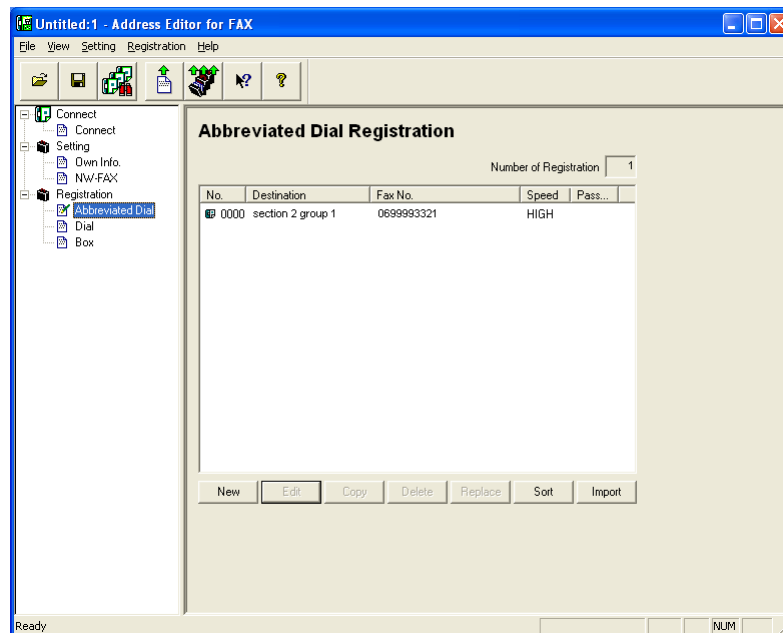 Untitled:1 - Address Editor for FAX
File View Setting Registration Help
Connect
Connect
Setting
Own Info.
NW-FAX
Registration
Abbreviated Dial
Dial
Box
Abbreviated Dial Registration
Number of Registration 1
No. Destination Fax No. Speed Pass...
0000 section 2 group 1 0699993321 HIGH
New Edit Copy Delete Replace Sort Import
Ready NUM